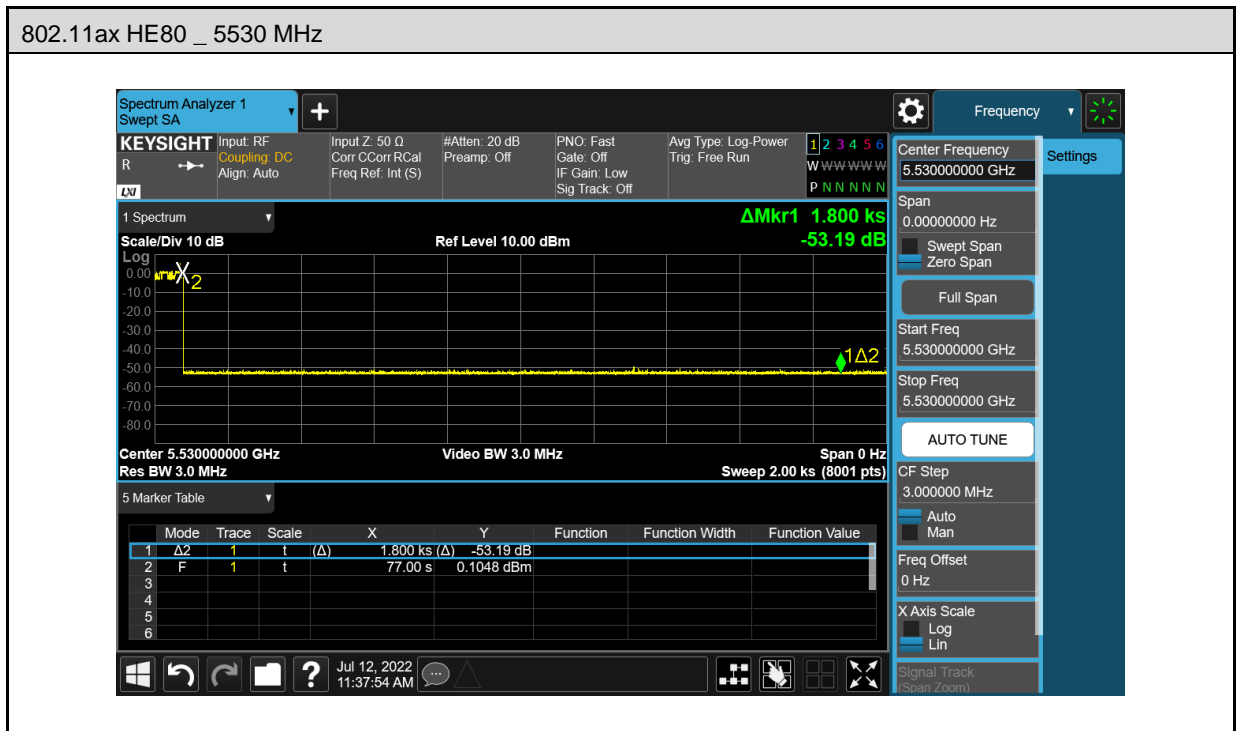 802.11ax HE80 _ 5530 MHz
Spectrum Analyzer 1
Swept SA
Frequency
KEYSIGHT
R
LXI
Input: RF
Coupling: DC
Align: Auto
Input Z: 50 Ω
Corr CCorr RCal
Freq Ref: Int (S)
#Atten: 20 dB
Preamp: Off
PNO: Fast
Gate: Off
IF Gain: Low
Sig Track: Off
Avg Type: Log-Power
Trig: Free Run
1 2 3 4 5 6
W W W W W W
P N N N N N
1 Spectrum
ΔMkr1 1.800 ks
-53.19 dB
Scale/Div 10 dB
Ref Level 10.00 dBm
Log
0.00
-10.0
-20.0
-30.0
-40.0
-50.0
-60.0
-70.0
-80.0
X2
1Δ2
Center 5.530000000 GHz
Video BW 3.0 MHz
Span 0 Hz
Res BW 3.0 MHz
Sweep 2.00 ks (8001 pts)
5 Marker Table
Mode Trace Scale X Y Function Function Width Function Value
1 Δ2 1 t (Δ) 1.800 ks (Δ) -53.19 dB
2 F 1 t 77.00 s 0.1048 dBm
3
4
5
6
Jul 12, 2022
11:37:54 AM
Center Frequency
5.530000000 GHz
Settings
Span
0.00000000 Hz
Swept Span
Zero Span
Full Span
Start Freq
5.530000000 GHz
Stop Freq
5.530000000 GHz
AUTO TUNE
CF Step
3.000000 MHz
Auto
Man
Freq Offset
0 Hz
X Axis Scale
Log
Lin
Signal Track
(Span Zoom)